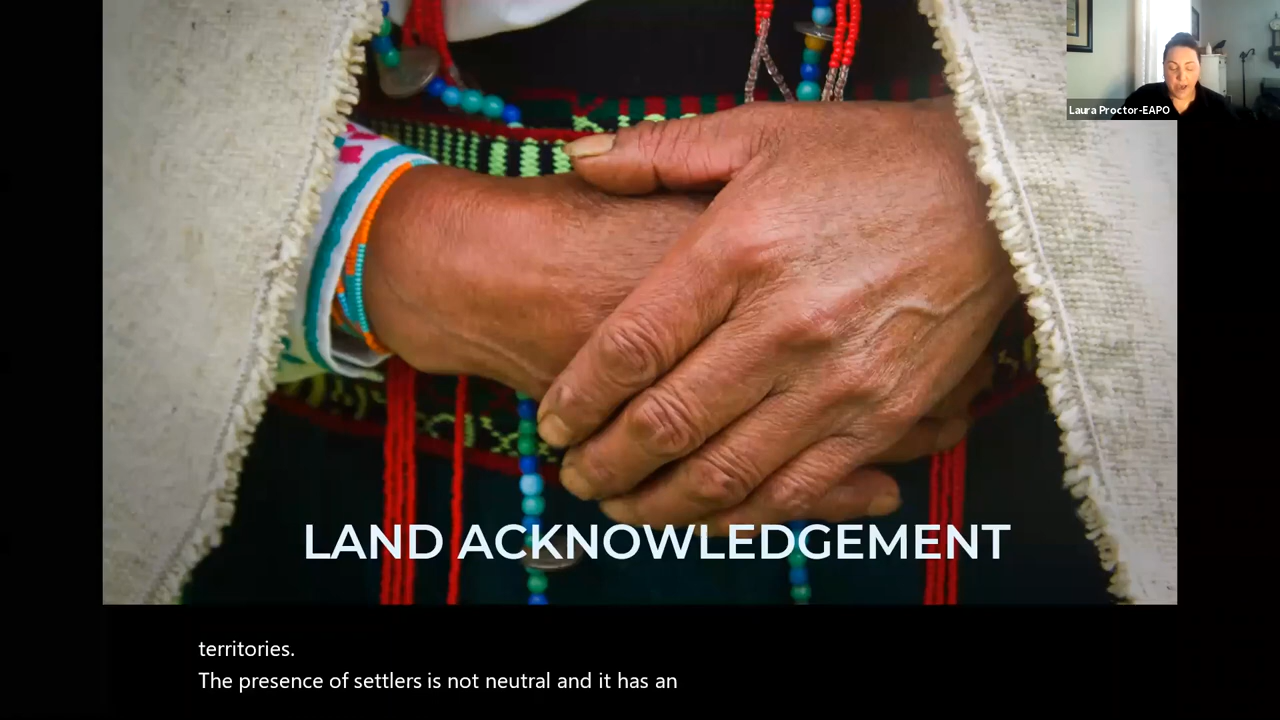 Laura Proctor-EAPO
LAND ACKNOWLEDGEMENT
territories.
The presence of settlers is not neutral and it has an